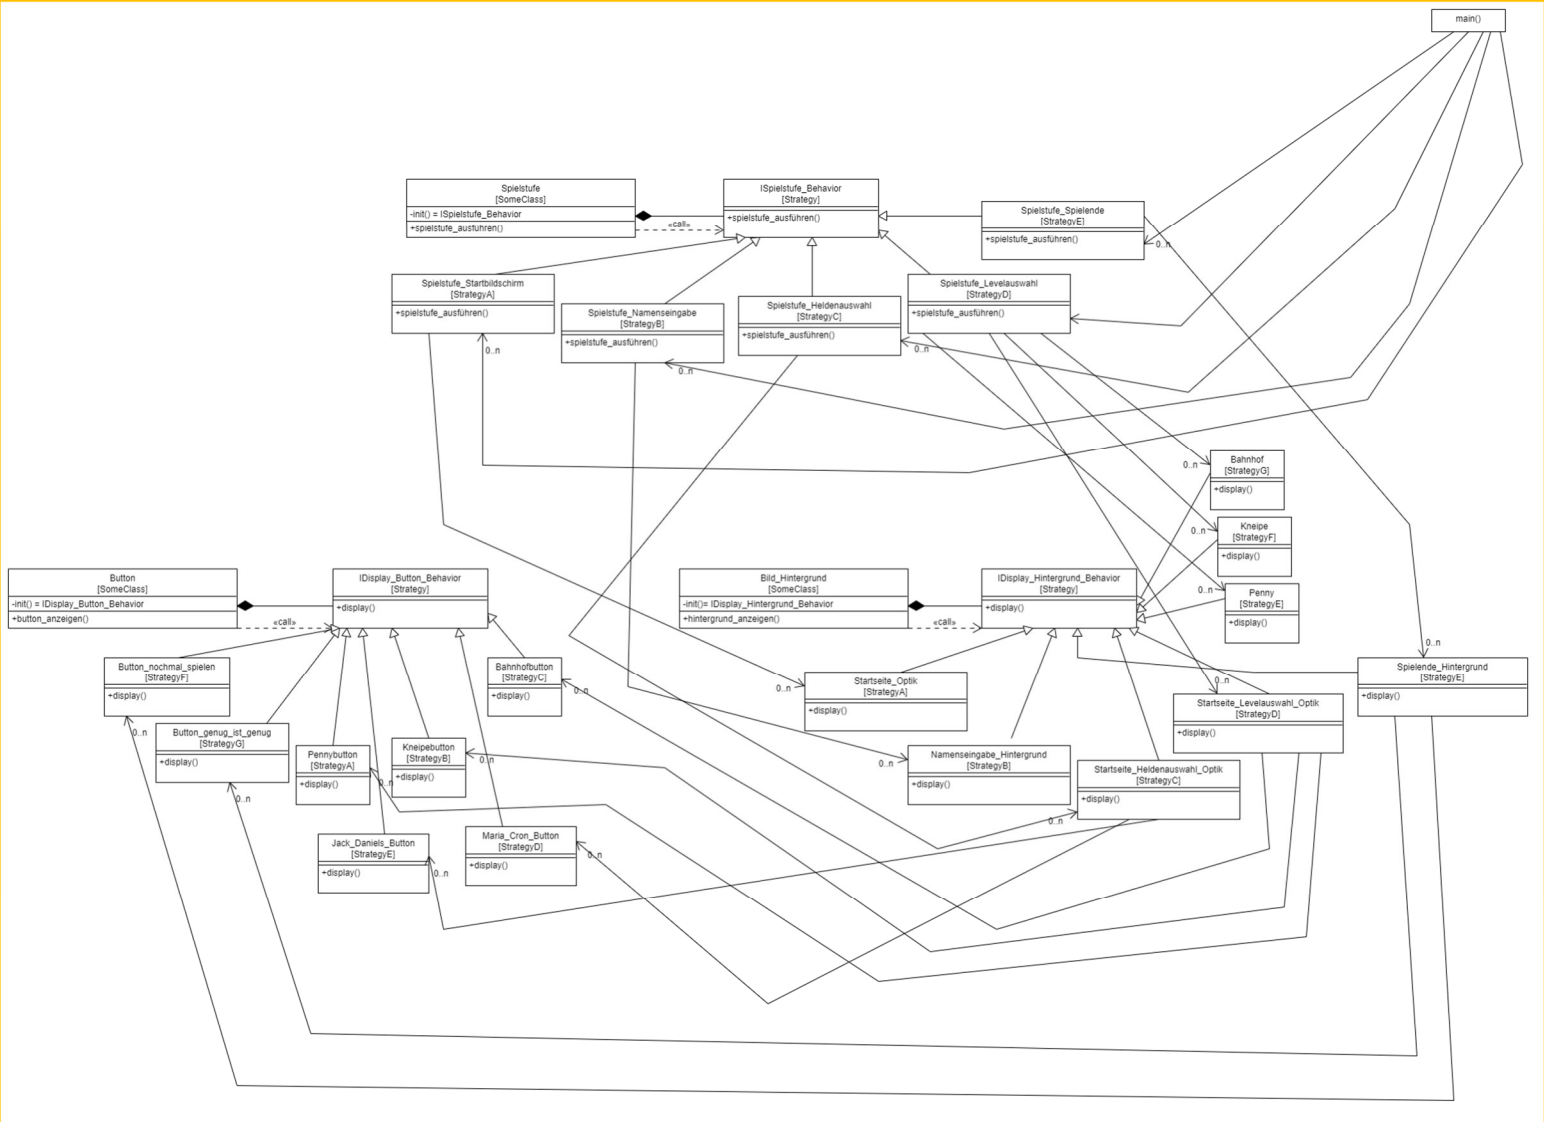 main()
Spielstufe
[SomeClass]
-init() = ISpielstufe_Behavior
+spielstufe_ausführen()
«call»
ISpielstufe_Behavior
[Strategy]
+spielstufe_ausführen()
Spielstufe_Spielende
[StrategyE]
+spielstufe_ausführen()
0..n
Spielstufe_Startbildschirm
[StrategyA]
+spielstufe_ausführen()
0..n
Spielstufe_Namenseingabe
[StrategyB]
+spielstufe_ausführen()
0..n
Spielstufe_Heldenauswahl
[StrategyC]
+spielstufe_ausführen()
0..n
Spielstufe_Levelauswahl
[StrategyD]
+spielstufe_ausführen()
Bahnhof
[StrategyG]
+display()
0..n
Kneipe
[StrategyF]
+display()
0..n
Penny
[StrategyE]
+display()
0..n
Button
[SomeClass]
-init() = IDisplay_Button_Behavior
+button_anzeigen()
«call»
IDisplay_Button_Behavior
[Strategy]
+display()
Bild_Hintergrund
[SomeClass]
-init()= IDisplay_Hintergrund_Behavior
+hintergrund_anzeigen()
«call»
IDisplay_Hintergrund_Behavior
[Strategy]
+display()
0..n
Button_nochmal_spielen
[StrategyF]
+display()
0..n
Bahnhofbutton
[StrategyC]
+display()
0..n
Startseite_Optik
[StrategyA]
+display()
0..n
Spielende_Hintergrund
[StrategyE]
+display()
0..n
Startseite_Levelauswahl_Optik
[StrategyD]
+display()
Button_genug_ist_genug
[StrategyG]
+display()
0..n
Pennybutton
[StrategyA]
+display()
0..n
Kneipebutton
[StrategyB]
+display()
0..n
Namenseingabe_Hintergrund
[StrategyB]
+display()
0..n
Startseite_Heldenauswahl_Optik
[StrategyC]
+display()
0..n
Jack_Daniels_Button
[StrategyE]
+display()
0..n
Maria_Cron_Button
[StrategyD]
+display()
0..n